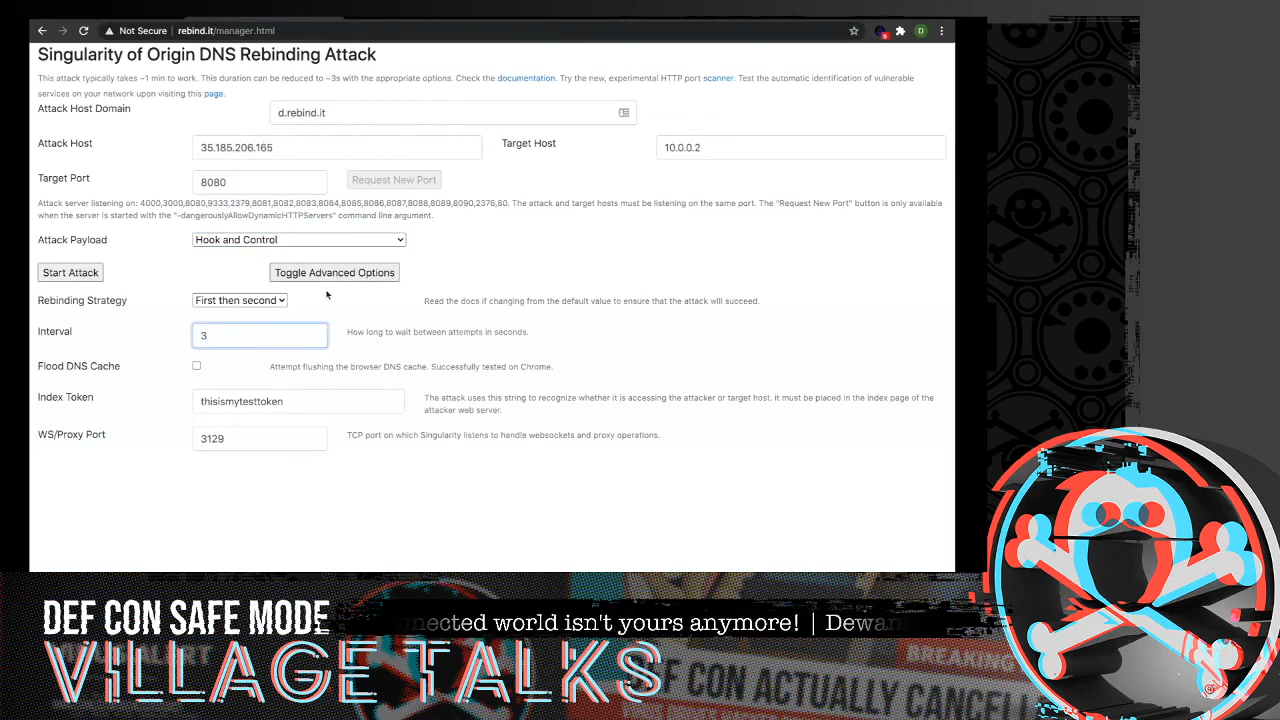 Not Secure rebind.it/manager.html
9
D
Singularity of Origin DNS Rebinding Attack
This attack typically takes ~1 min to work. This duration can be reduced to ~3s with the appropriate options. Check the documentation. Try the new, experimental HTTP port scanner. Test the automatic identification of vulnerable
services on your network upon visiting this page.
Attack Host Domain d.rebind.it
Attack Host 35.185.206.165 Target Host 10.0.0.2
Target Port 8080 Request New Port
Attack server listening on: 4000,3000,8080,9333,2379,8081,8082,8083,8084,8085,8086,8087,8088,8089,8090,2376,80. The attack and target hosts must be listening on the same port. The "Request New Port" button is only available
when the server is started with the "-dangerouslyAllowDynamicHTTPServers" command line argument.
Attack Payload Hook and Control
Start Attack Toggle Advanced Options
Rebinding Strategy First then second Read the docs if changing from the default value to ensure that the attack will succeed.
Interval 3 How long to wait between attempts in seconds.
Flood DNS Cache Attempt flushing the browser DNS cache. Successfully tested on Chrome.
Index Token thisismytesttoken The attack uses this string to recognize whether it is accessing the attacker or target host. it must be placed in the index page of the
attacker web server.
WS/Proxy Port 3129 TCP port on which Singularity listens to handle websockets and proxy operations.
DEF CON SAFE MODE nected world isn't yours anymore! | Dewan
VILLAGE TALKS
BREAKING
DEF CON ACTUALLY CANCELL